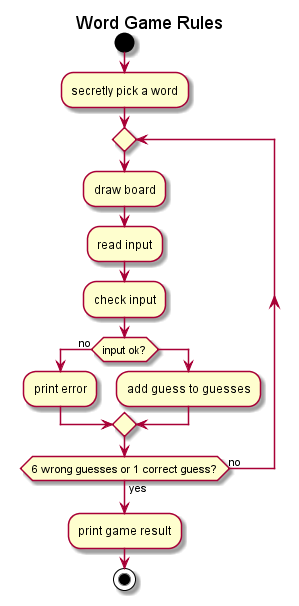 Word Game Rules
secretly pick a word
draw board
read input
check input
no
input ok?
print error
add guess to guesses
6 wrong guesses or 1 correct guess?
no
yes
print game result